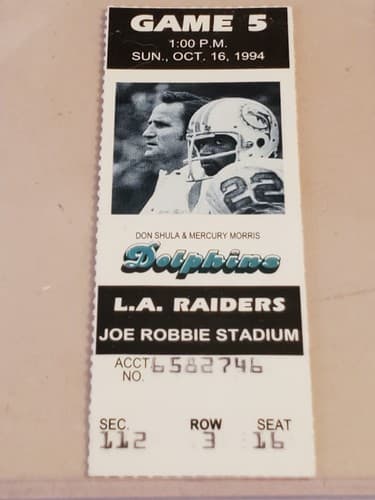 GAME 5
1:00 P.M.
SUN., OCT. 16, 1994
22
DON SHULA & MERCURY MORRIS
Dolphins
L.A. RAIDERS
JOE ROBBIE STADIUM
ACCT. NO. 6582746
SEC. ROW SEAT
112 3 16